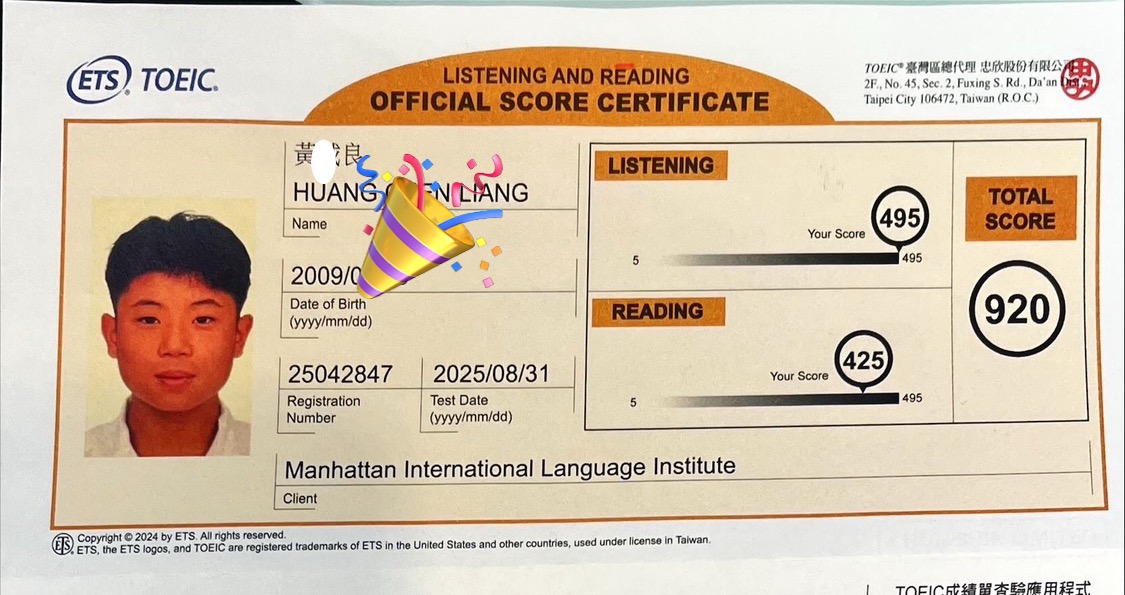 ETS® TOEIC®
LISTENING AND READING
OFFICIAL SCORE CERTIFICATE
TOEIC® 臺灣區總代理 忠欣股份有限公司
2F., No. 45, Sec. 2, Fuxing S. Rd., Da'an
Taipei City 106472, Taiwan (R.O.C.)
黃 良
HUANG LIANG
Name
2009/0
Date of Birth
(yyyy/mm/dd)
25042847
Registration
Number
2025/08/31
Test Date
(yyyy/mm/dd)
LISTENING
Your Score
495
5
495
READING
Your Score
425
5
495
TOTAL
SCORE
920
Manhattan International Language Institute
Client
ETS® Copyright © 2024 by ETS. All rights reserved.
ETS, the ETS logos, and TOEIC are registered trademarks of ETS in the United States and other countries, used under license in Taiwan.
TOEIC成績單查驗應用程式